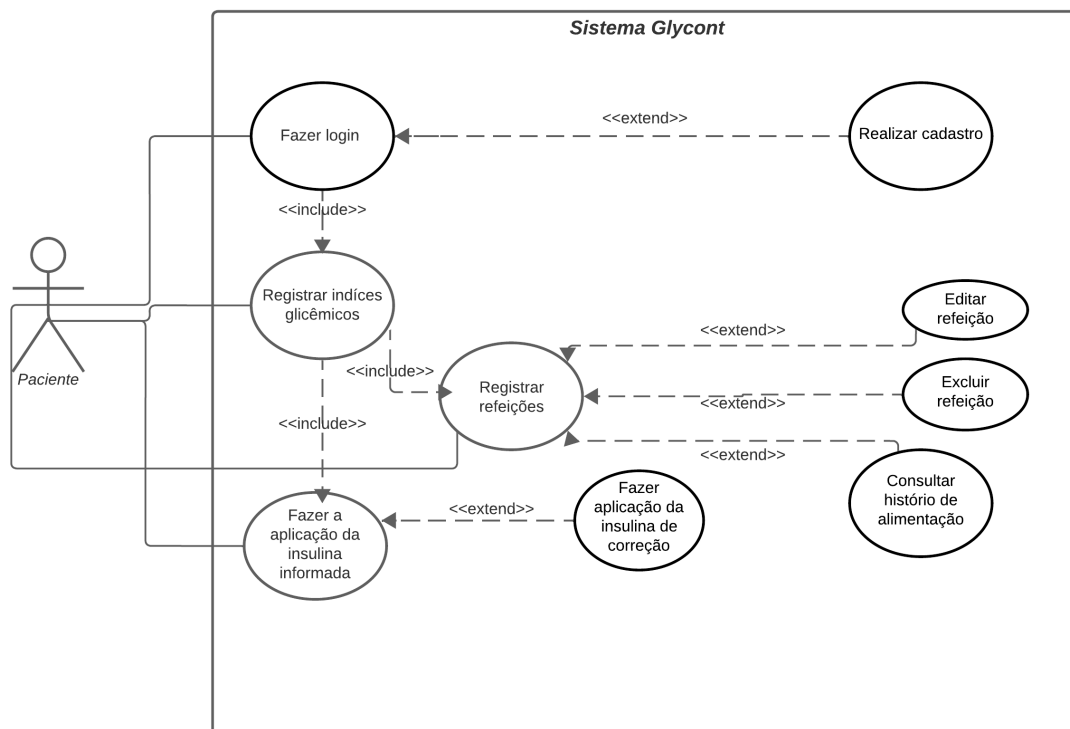 Sistema Glycont
Fazer login
<<extend>>
Realizar cadastro
<<include>>
Registrar indíces
glicêmicos
Paciente
Editar
refeição
<<extend>>
<<include>>
Registrar
refeições
Excluir
refeição
<<extend>>
<<include>>
<<extend>>
Consultar
histório de
alimentação
Fazer
aplicação da
insulina de
correção
<<extend>>
Fazer a
aplicação da
insulina
informada